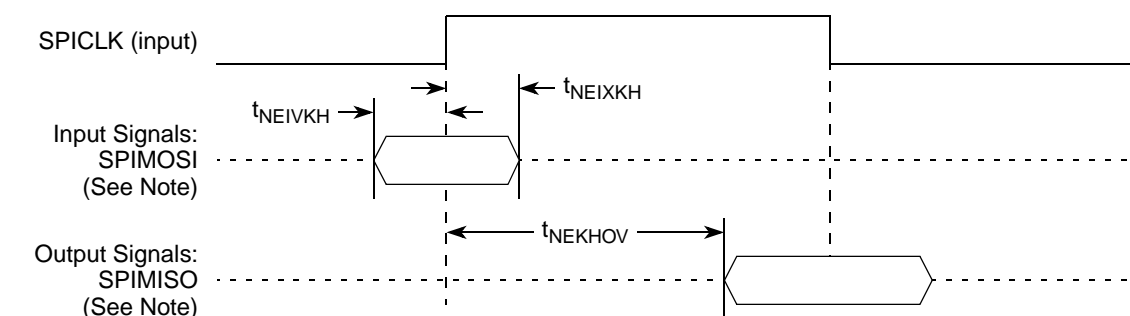 SPICLK (input)
tNEIXKH
tNEIVKH
Input Signals:
SPIMOSI
(See Note)
tNEKHOV
Output Signals:
SPIMISO
(See Note)